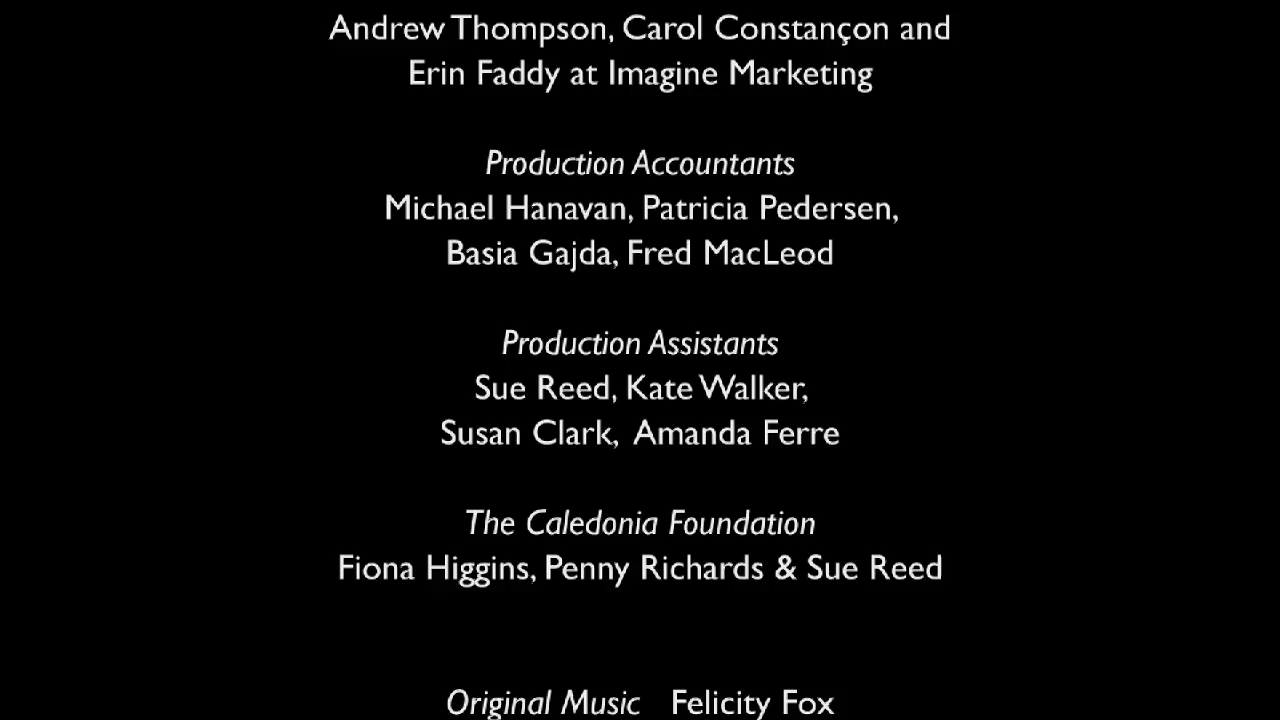 Andrew Thompson, Carol Constançon and
Erin Faddy at Imagine Marketing
Production Accountants
Michael Hanavan, Patricia Pedersen,
Basia Gajda, Fred MacLeod
Production Assistants
Sue Reed, Kate Walker,
Susan Clark, Amanda Ferre
The Caledonia Foundation
Fiona Higgins, Penny Richards & Sue Reed
Original Music Felicity Fox